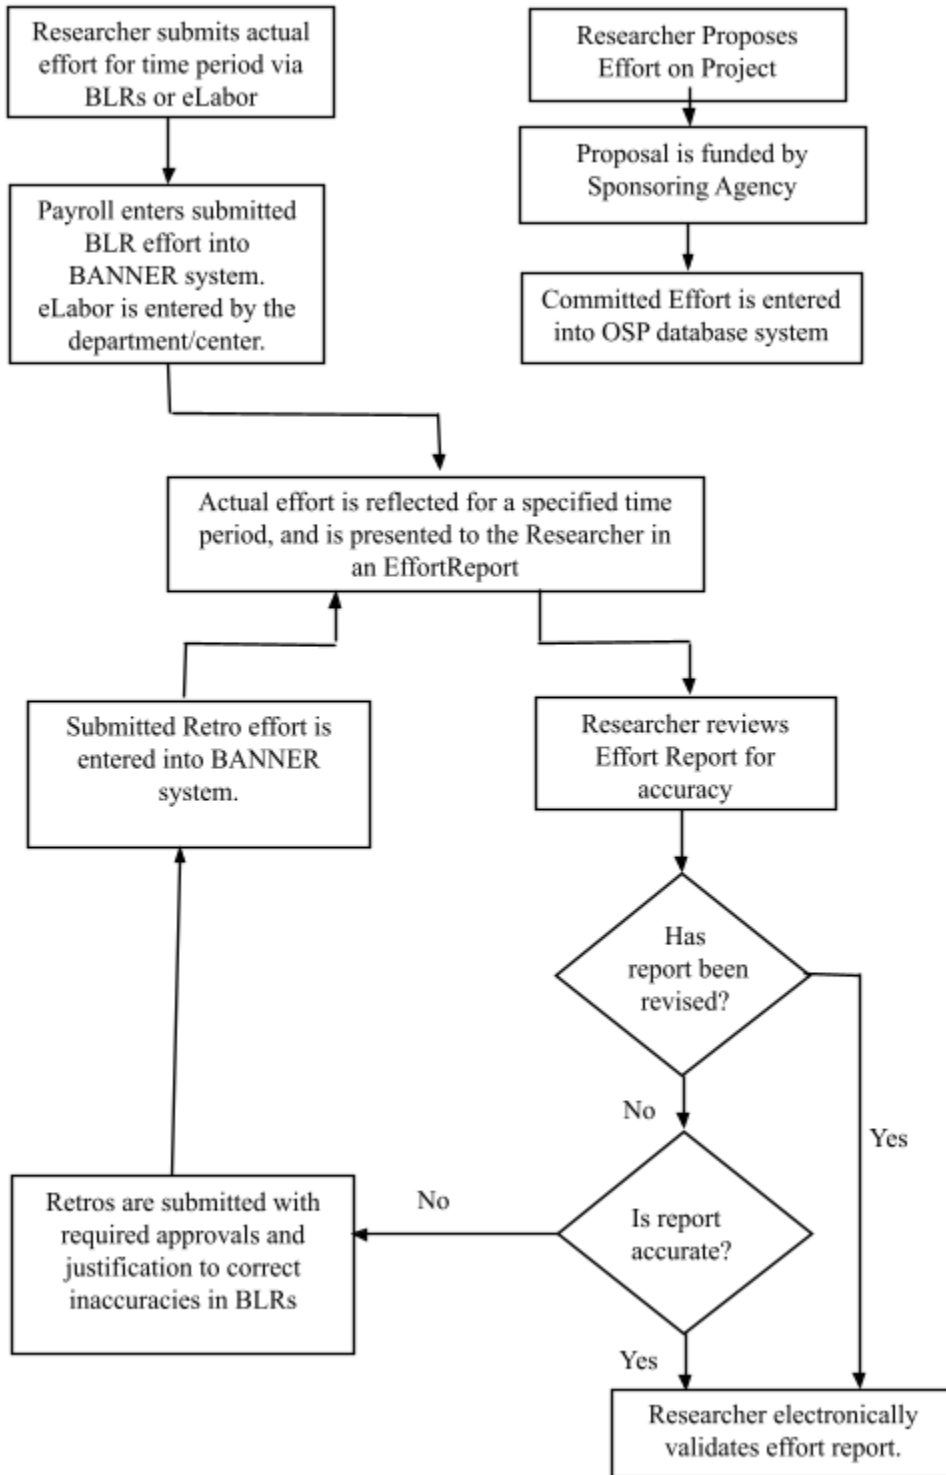 Researcher submits actual
effort for time period via
BLRs or eLabor
Researcher Proposes
Effort on Project
Proposal is funded by
Sponsoring Agency
Payroll enters submitted
BLR effort into
BANNER system.
eLabor is entered by the
department/center.
Committed Effort is entered
into OSP database system
Actual effort is reflected for a specified time
period, and is presented to the Researcher in
an EffortReport
Submitted Retro effort is
entered into BANNER
system.
Researcher reviews
Effort Report for
accuracy
Has
report been
revised?
No
Yes
Retros are submitted with
required approvals and
justification to correct
inaccuracies in BLRs
No
Is report
accurate?
Yes
Researcher electronically
validates effort report.